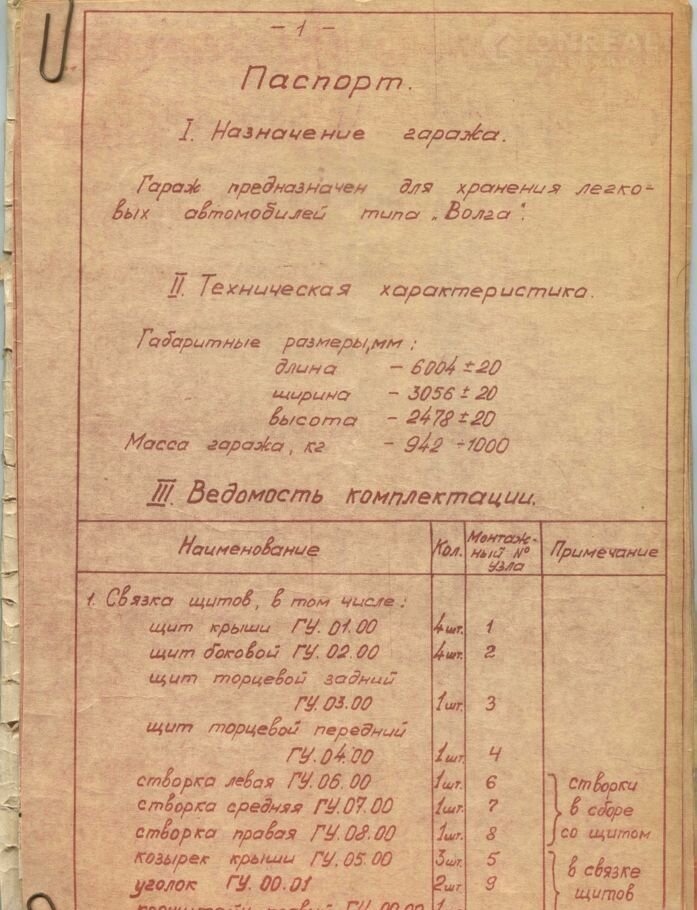 - 1 -
Паспорт.
I. Назначение гаража.
Гараж предназначен для хранения легко-
вых автомобилей типа „Волга".
II. Техническая характеристика.
Габаритные размеры, мм:
длина - 6004 ± 20
ширина - 3056 ± 20
высота - 2478 ± 20
Масса гаража, кг - 942 ÷ 1000
III. Ведомость комплектации.
Наименование Кол. Монтаж-ный № узла Примечание
1. Связка щитов, в том числе:
щит крыши ГУ.01.00 4шт. 1
щит боковой ГУ.02.00 4шт. 2
щит торцевой задний
ГУ.03.00 1шт. 3
щит торцевой передний
ГУ.04.00 1шт. 4
створка левая ГУ.06.00 1шт. 6 створки
створка средняя ГУ.07.00 1шт. 7 в сборе
створка правая ГУ.08.00 1шт. 8 со щитом
козырек крыши ГУ.05.00 3шт. 5 в связке
уголок ГУ.00.01 2шт. 9 щитов